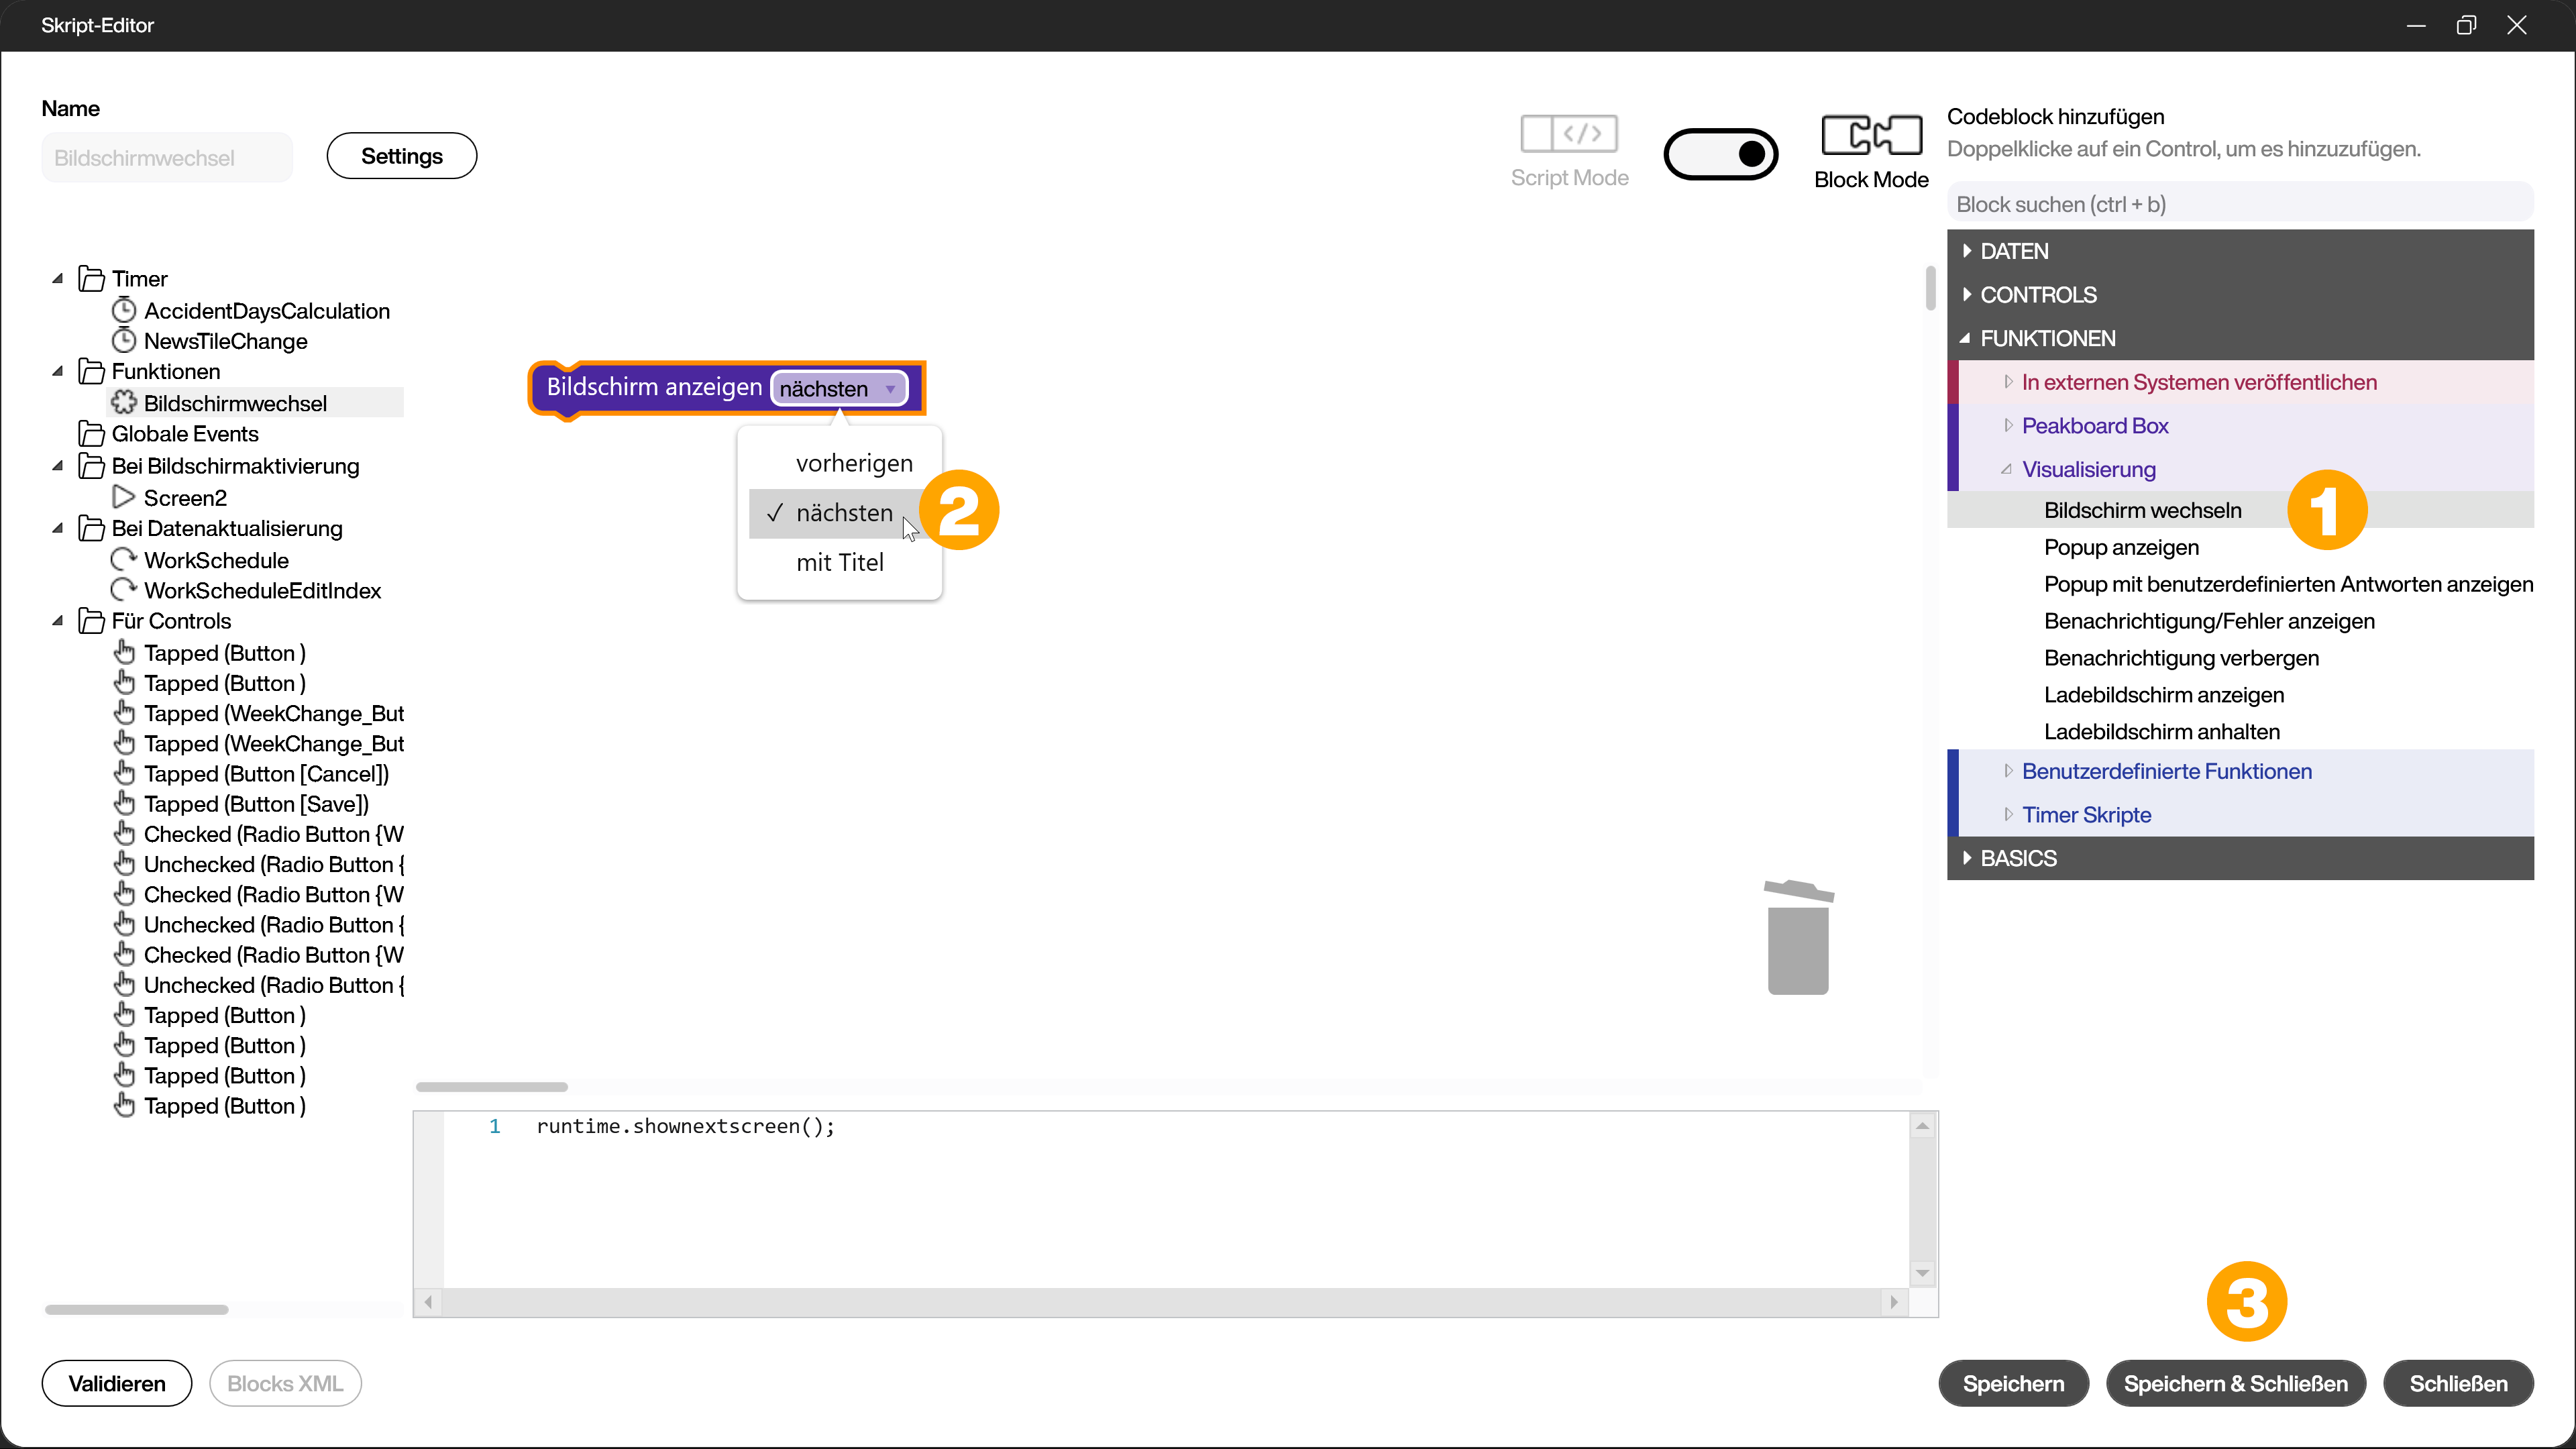 Skript-Editor
Name
Bildschirmwechsel
Settings
Script Mode
Block Mode
Codeblock hinzufügen
Doppelklicke auf ein Control, um es hinzuzufügen.
Block suchen (ctrl + b)
Timer
AccidentDaysCalculation
NewsTileChange
Funktionen
Bildschirmwechsel
Globale Events
Bei Bildschirmaktivierung
Screen2
Bei Datenaktualisierung
WorkSchedule
WorkScheduleEditIndex
Für Controls
Tapped (Button )
Tapped (Button )
Tapped (WeekChange_But
Tapped (WeekChange_But
Tapped (Button [Cancel])
Tapped (Button [Save])
Checked (Radio Button {W
Unchecked (Radio Button {
Checked (Radio Button {W
Unchecked (Radio Button {
Checked (Radio Button {W
Unchecked (Radio Button {
Tapped (Button )
Tapped (Button )
Tapped (Button )
Tapped (Button )
Bildschirm anzeigen nächsten
vorherigen
✓ nächsten
mit Titel
2
DATEN
CONTROLS
FUNKTIONEN
In externen Systemen veröffentlichen
Peakboard Box
Visualisierung
Bildschirm wechseln
1
Popup anzeigen
Popup mit benutzerdefinierten Antworten anzeigen
Benachrichtigung/Fehler anzeigen
Benachrichtigung verbergen
Ladebildschirm anzeigen
Ladebildschirm anhalten
Benutzerdefinierte Funktionen
Timer Skripte
BASICS
1 runtime.shownextscreen();
3
Validieren
Blocks XML
Speichern
Speichern & Schließen
Schließen